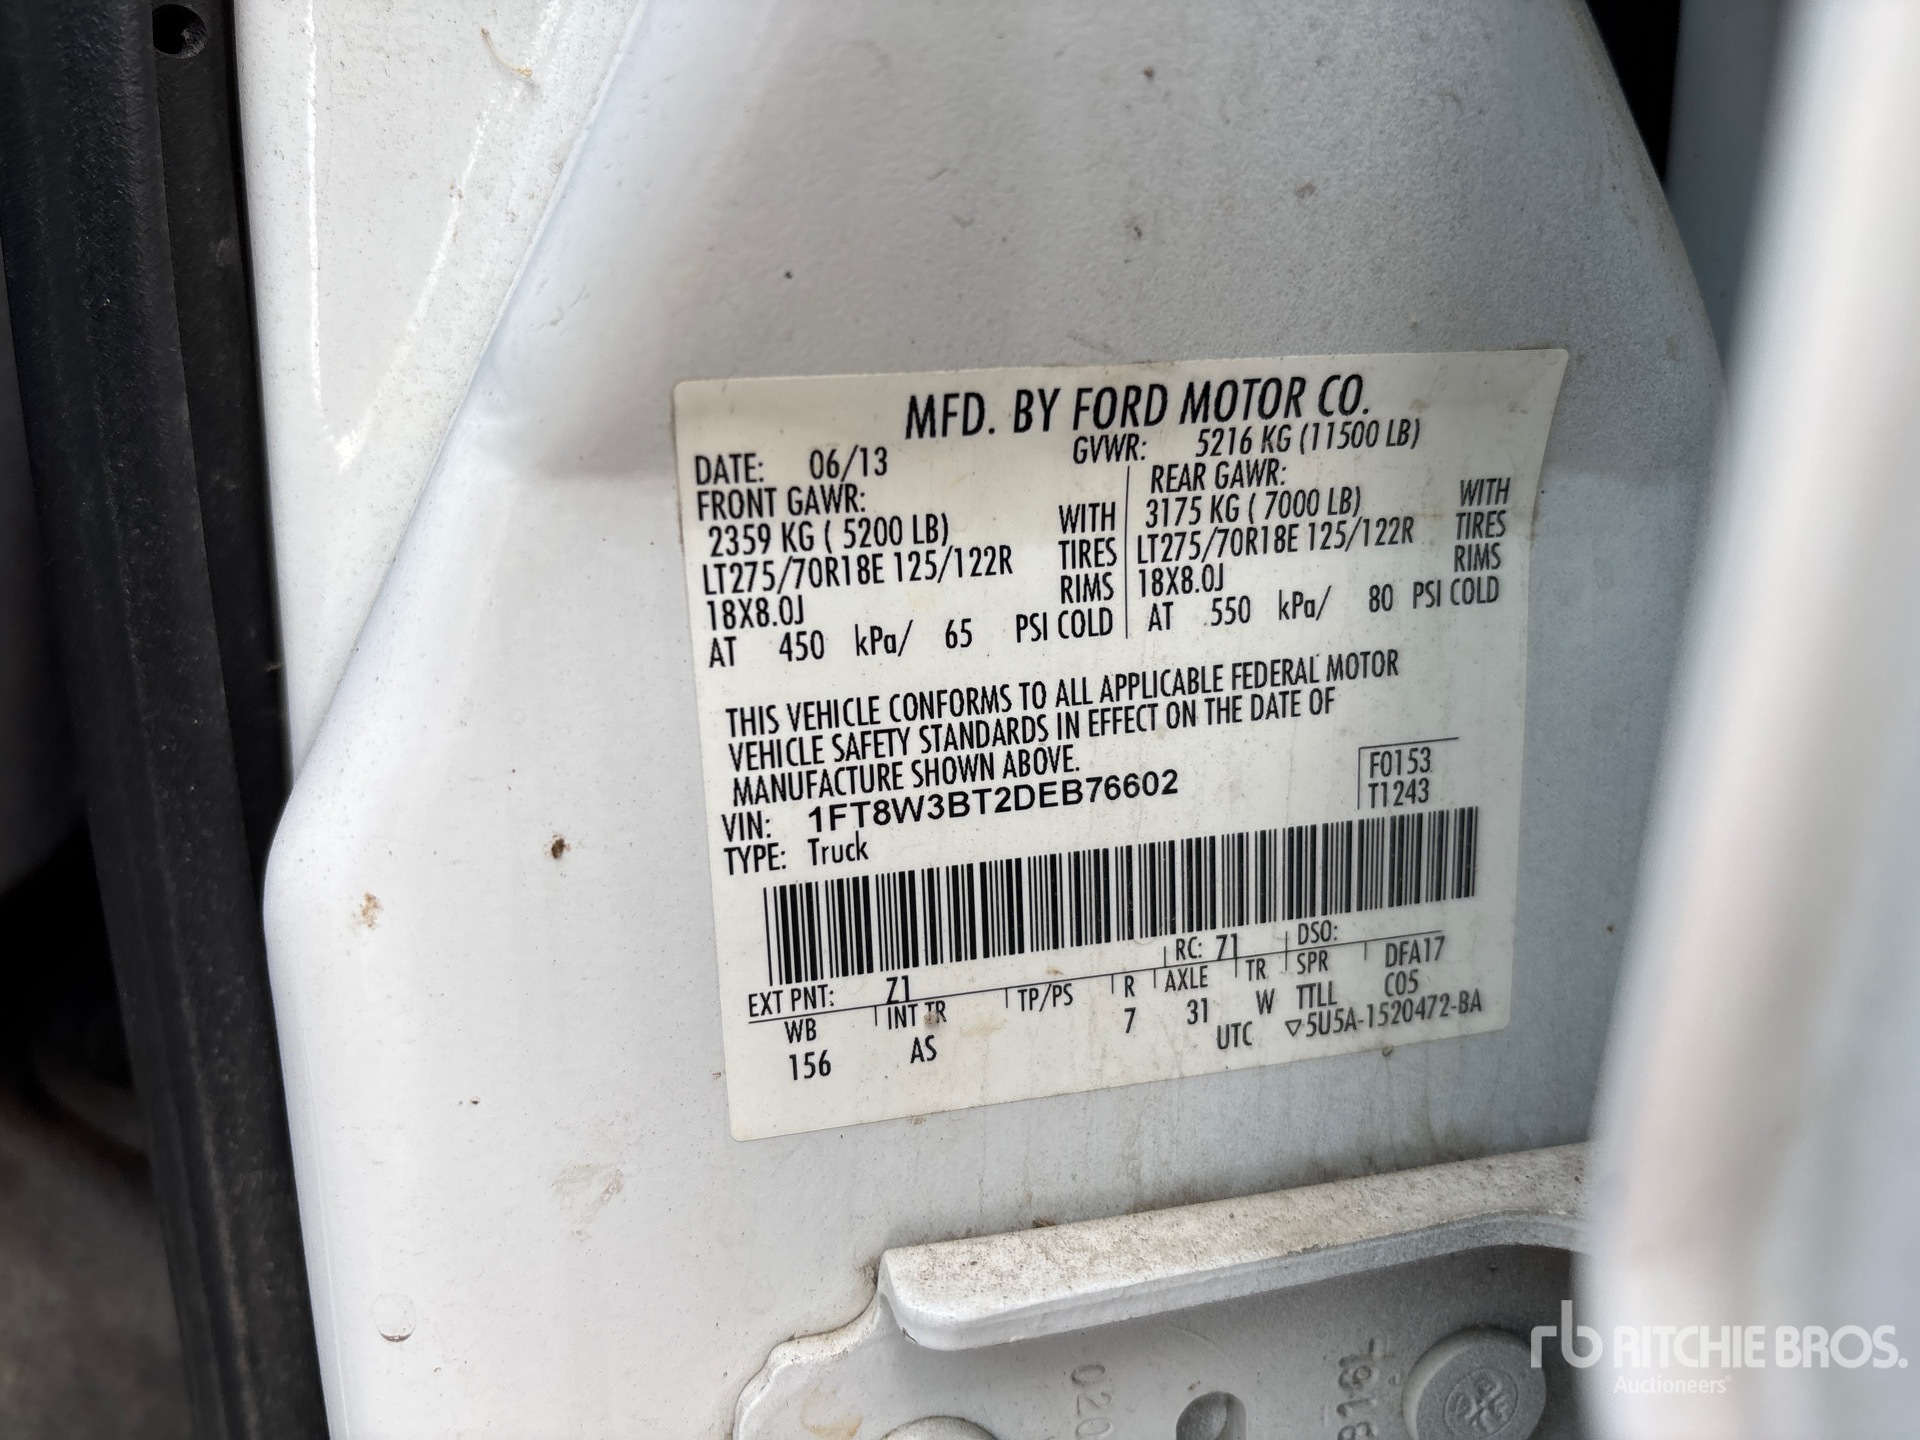 MFD. BY FORD MOTOR CO.
DATE: 06/13 GVWR: 5216 KG (11500 LB)
FRONT GAWR: REAR GAWR:
2359 KG ( 5200 LB) WITH 3175 KG ( 7000 LB) WITH
LT275/70R18E 125/122R TIRES LT275/70R18E 125/122R TIRES
18X8.0J RIMS 18X8.0J RIMS
AT 450 kPa/ 65 PSI COLD AT 550 kPa/ 80 PSI COLD
THIS VEHICLE CONFORMS TO ALL APPLICABLE FEDERAL MOTOR
VEHICLE SAFETY STANDARDS IN EFFECT ON THE DATE OF
MANUFACTURE SHOWN ABOVE.
VIN: 1FT8W3BT2DEB76602
TYPE: Truck
F0153
T1243
EXT PNT: Z1 RC: 71 DSO:
WB INT TR TP/PS R AXLE TR SPR DFA17
156 AS 7 31 W TTLL C05
UTC ▽5U5A-1520472-BA
020
rb RITCHIE BROS.
Auctioneers